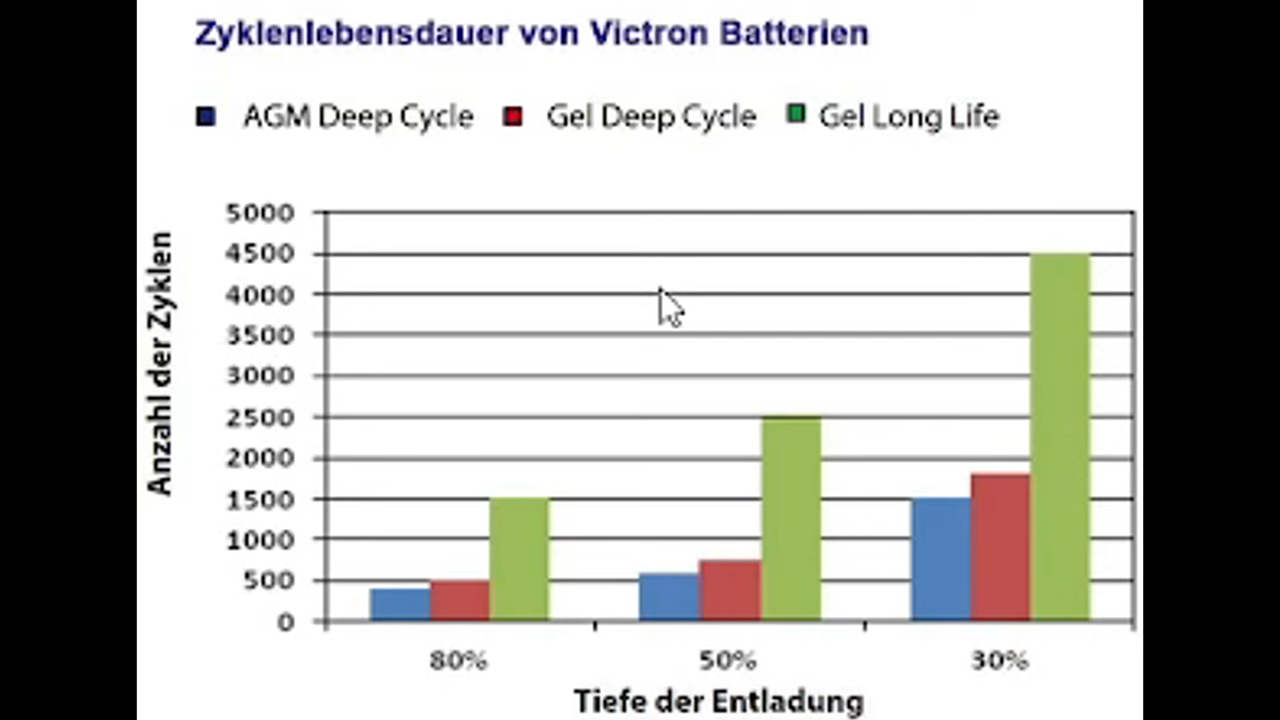 Zyklenlebensdauer von Victron Batterien
AGM Deep Cycle Gel Deep Cycle Gel Long Life
Anzahl der Zyklen
5000
4500
4000
3500
3000
2500
2000
1500
1000
500
0
80% 50% 30%
Tiefe der Entladung